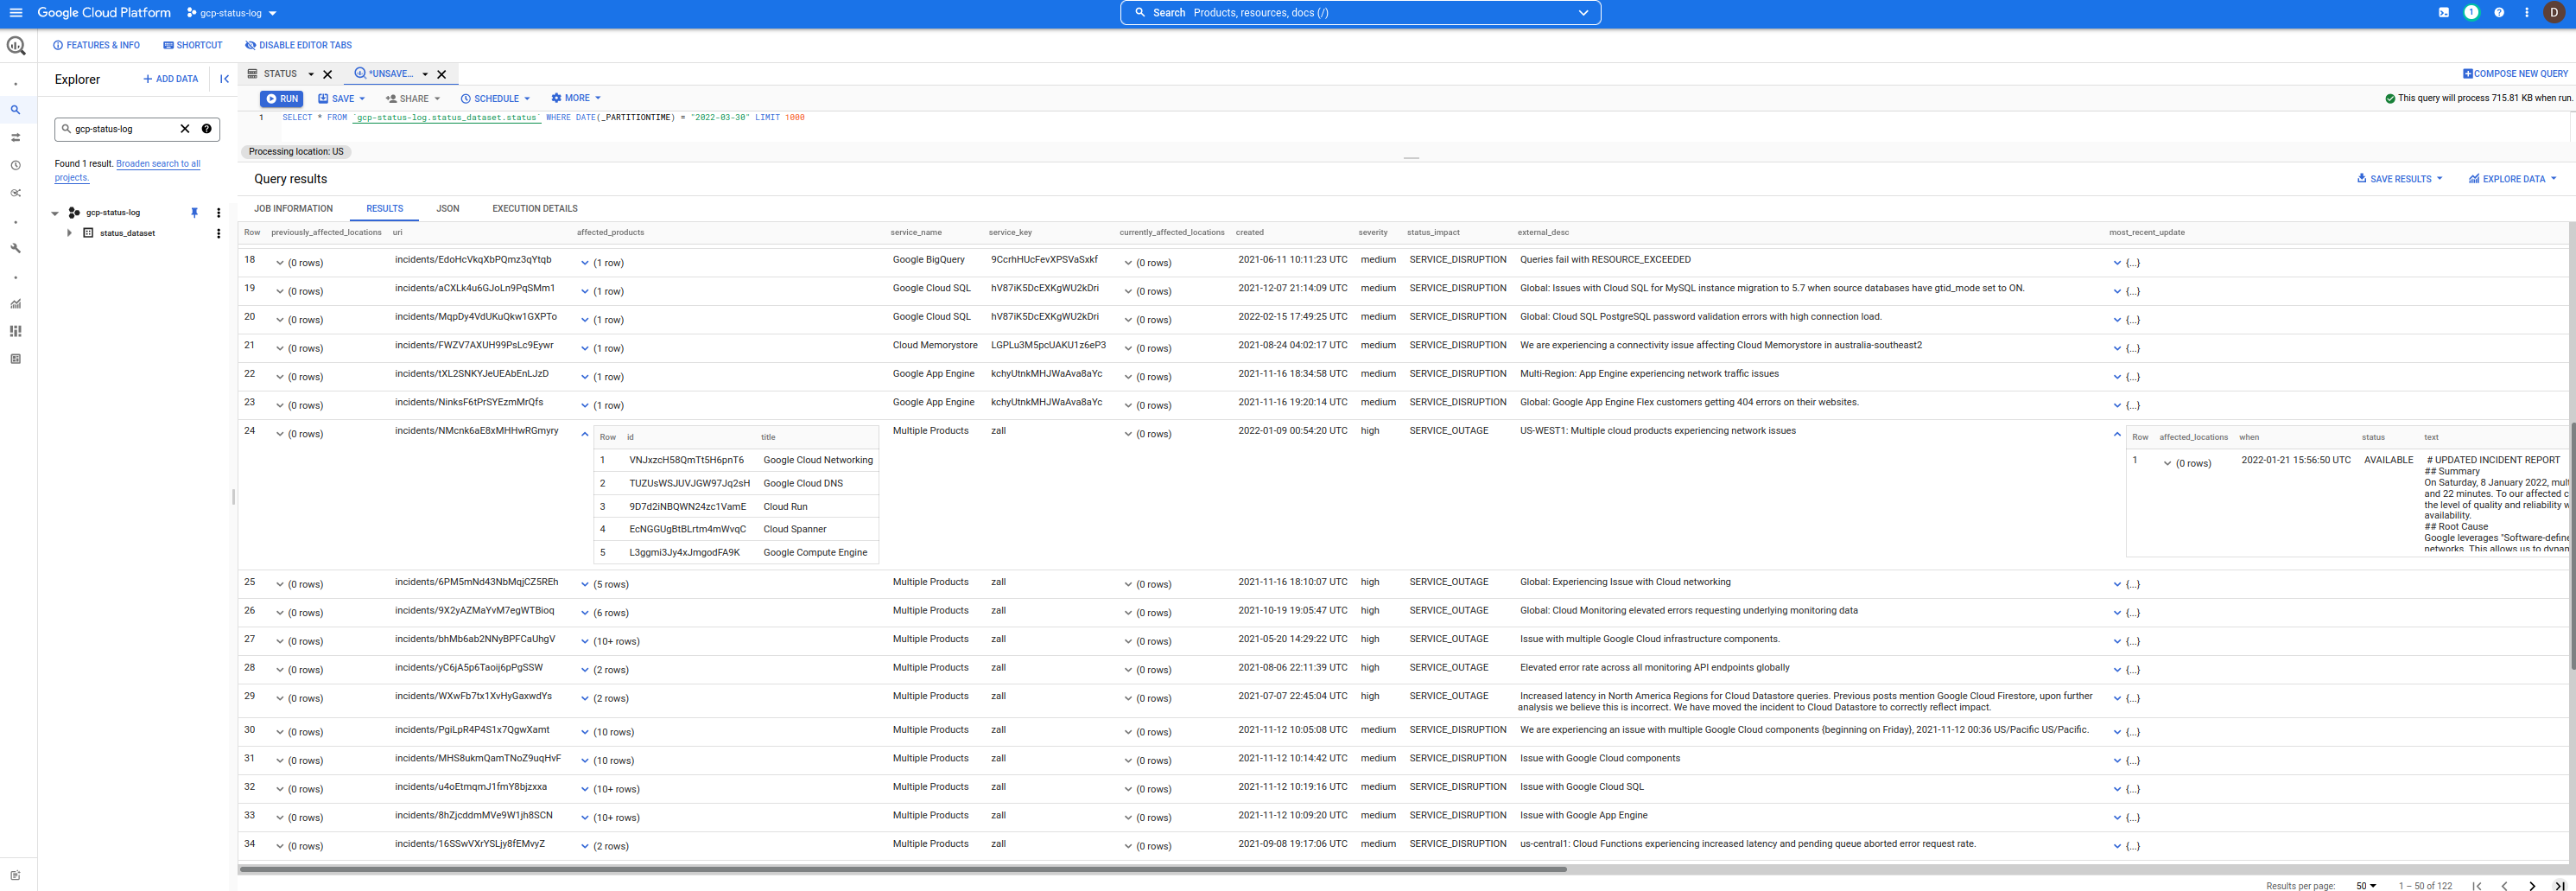 Google Cloud Platform gcp-status-log Search Products, resources, docs (/) 1 D
FEATURES & INFO SHORTCUT DISABLE EDITOR TABS
Explorer + ADD DATA STATUS *UNSAVE... COMPOSE NEW QUERY
RUN SAVE SHARE SCHEDULE MORE This query will process 715.81 KB when run.
1 SELECT * FROM `gcp-status-log.status_dataset.status` WHERE DATE(_PARTITIONTIME) = "2022-03-30" LIMIT 1000
gcp-status-log
Processing location: US
Found 1 result. Broaden search to all
projects.
gcp-status-log
status_dataset
Query results SAVE RESULTS EXPLORE DATA
JOB INFORMATION RESULTS JSON EXECUTION DETAILS
Row previously_affected_locations uri affected_products service_name service_key currently_affected_locations created severity status_impact external_desc most_recent_update
18 (0 rows) incidents/EdoHcVkqXbPQmz3qYtqb (1 row) Google BigQuery 9CcrhHUcFevXPSVaSxkf (0 rows) 2021-06-11 10:11:23 UTC medium SERVICE_DISRUPTION Queries fail with RESOURCE_EXCEEDED {...}
19 (0 rows) incidents/aCXLk4u6GJoLn9PqSMm1 (1 row) Google Cloud SQL hV87iK5DcEXKgWU2kDri (0 rows) 2021-12-07 21:14:09 UTC medium SERVICE_DISRUPTION Global: Issues with Cloud SQL for MySQL instance migration to 5.7 when source databases have gtid_mode set to ON. {...}
20 (0 rows) incidents/MqpDy4VdUKuQkw1GXPTo (1 row) Google Cloud SQL hV87iK5DcEXKgWU2kDri (0 rows) 2022-02-15 17:49:25 UTC medium SERVICE_DISRUPTION Global: Cloud SQL PostgreSQL password validation errors with high connection load. {...}
21 (0 rows) incidents/FWZV7AXUH99PsLc9Eywr (1 row) Cloud Memorystore LGPLu3M5pcUAKU1z6eP3 (0 rows) 2021-08-24 04:02:17 UTC medium SERVICE_DISRUPTION We are experiencing a connectivity issue affecting Cloud Memorystore in australia-southeast2 {...}
22 (0 rows) incidents/tXL2SNKYJeUEAbEnLJzD (1 row) Google App Engine kchyUtnkMHJWaAva8aYc (0 rows) 2021-11-16 18:34:58 UTC medium SERVICE_DISRUPTION Multi-Region: App Engine experiencing network traffic issues {...}
23 (0 rows) incidents/NinksF6tPrSYEzmMrQfs (1 row) Google App Engine kchyUtnkMHJWaAva8aYc (0 rows) 2021-11-16 19:20:14 UTC medium SERVICE_DISRUPTION Global: Google App Engine Flex customers getting 404 errors on their websites. {...}
24 (0 rows) incidents/NMcnk6aE8xMHHwRGmyry Multiple Products zall (0 rows) 2022-01-09 00:54:20 UTC high SERVICE_OUTAGE US-WEST1: Multiple cloud products experiencing network issues
Row id title
1 VNJxzcH58QmTt5H6pnT6 Google Cloud Networking
2 TUZUsWSJUVJGW97Jq2sH Google Cloud DNS
3 9D7d2iNBQWN24zc1VamE Cloud Run
4 EcNGGUgBtBLrtm4mWvqC Cloud Spanner
5 L3ggmi3Jy4xJmgodFA9K Google Compute Engine
Row affected_locations when status text
1 (0 rows) 2022-01-21 15:56:50 UTC AVAILABLE # UPDATED INCIDENT REPORT
## Summary
On Saturday, 8 January 2022, mult
and 22 minutes. To our affected c
the level of quality and reliability w
availability.
## Root Cause
Google leverages "Software-define
networks. This allows us to dynam
25 (0 rows) incidents/6PM5mNd43NbMqjCZ5REh (5 rows) Multiple Products zall (0 rows) 2021-11-16 18:10:07 UTC high SERVICE_OUTAGE Global: Experiencing Issue with Cloud networking {...}
26 (0 rows) incidents/9X2yAZMaYvM7egWTBioq (6 rows) Multiple Products zall (0 rows) 2021-10-19 19:05:47 UTC high SERVICE_OUTAGE Global: Cloud Monitoring elevated errors requesting underlying monitoring data {...}
27 (0 rows) incidents/bhMb6ab2NNyBPFCaUhgV (10+ rows) Multiple Products zall (0 rows) 2021-05-20 14:29:22 UTC high SERVICE_OUTAGE Issue with multiple Google Cloud infrastructure components. {...}
28 (0 rows) incidents/yC6jA5p6Taoij6pPgSSW (2 rows) Multiple Products zall (0 rows) 2021-08-06 22:11:39 UTC high SERVICE_OUTAGE Elevated error rate across all monitoring API endpoints globally {...}
29 (0 rows) incidents/WXwFb7tx1XvHyGaxwdYs (2 rows) Multiple Products zall (0 rows) 2021-07-07 22:45:04 UTC high SERVICE_OUTAGE Increased latency in North America Regions for Cloud Datastore queries. Previous posts mention Google Cloud Firestore, upon further {...}
analysis we believe this is incorrect. We have moved the incident to Cloud Datastore to correctly reflect impact.
30 (0 rows) incidents/PgiLpR4P4S1x7QgwXamt (10 rows) Multiple Products zall (0 rows) 2021-11-12 10:05:08 UTC medium SERVICE_DISRUPTION We are experiencing an issue with multiple Google Cloud components {beginning on Friday}, 2021-11-12 00:36 US/Pacific US/Pacific. {...}
31 (0 rows) incidents/MHS8ukmQamTNoZ9uqHvF (10 rows) Multiple Products zall (0 rows) 2021-11-12 10:14:42 UTC medium SERVICE_DISRUPTION Issue with Google Cloud components {...}
32 (0 rows) incidents/u4oEtmqmJ1fmY8bjzxxa (10+ rows) Multiple Products zall (0 rows) 2021-11-12 10:19:16 UTC medium SERVICE_DISRUPTION Issue with Google Cloud SQL {...}
33 (0 rows) incidents/8hZjcddmMVe9W1jh8SCN (10+ rows) Multiple Products zall (0 rows) 2021-11-12 10:09:20 UTC medium SERVICE_DISRUPTION Issue with Google App Engine {...}
34 (0 rows) incidents/16SSwVXrYSLjy8fEMvyZ (2 rows) Multiple Products zall (0 rows) 2021-09-08 19:17:06 UTC medium SERVICE_DISRUPTION us-central1: Cloud Functions experiencing increased latency and pending queue aborted error request rate. {...}
Results per page: 50 1 – 50 of 122